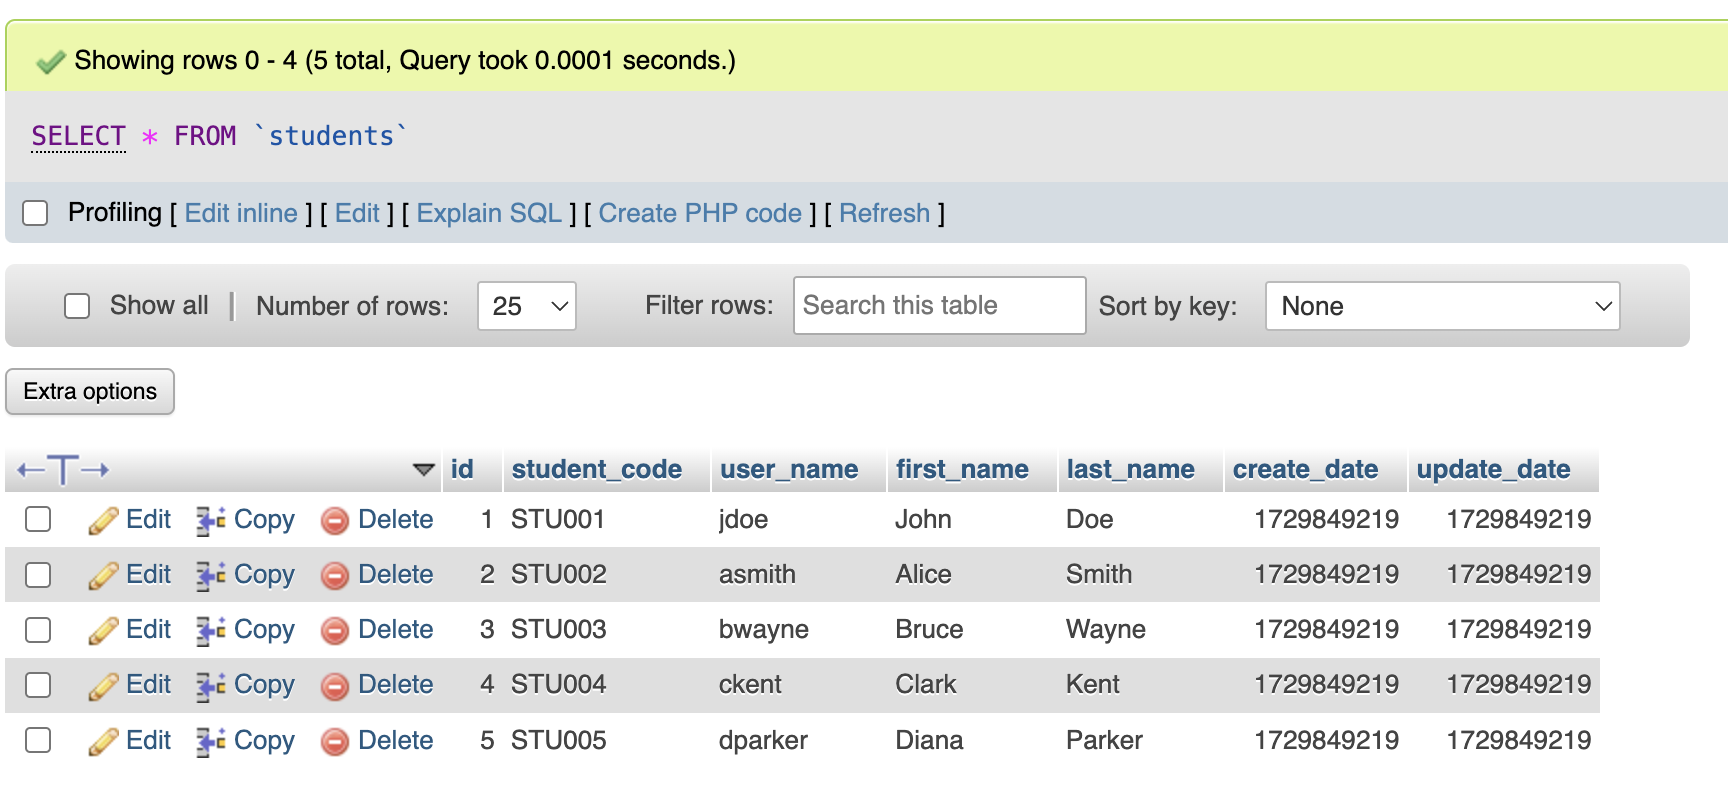 Showing rows 0 - 4 (5 total, Query took 0.0001 seconds.)
SELECT * FROM `students`
Profiling [ Edit inline ] [ Edit ] [ Explain SQL ] [ Create PHP code ] [ Refresh ]
Show all | Number of rows: 25 Filter rows: Search this table Sort by key: None
Extra options
id student_code user_name first_name last_name create_date update_date
Edit Copy Delete 1 STU001 jdoe John Doe 1729849219 1729849219
Edit Copy Delete 2 STU002 asmith Alice Smith 1729849219 1729849219
Edit Copy Delete 3 STU003 bwayne Bruce Wayne 1729849219 1729849219
Edit Copy Delete 4 STU004 ckent Clark Kent 1729849219 1729849219
Edit Copy Delete 5 STU005 dparker Diana Parker 1729849219 1729849219